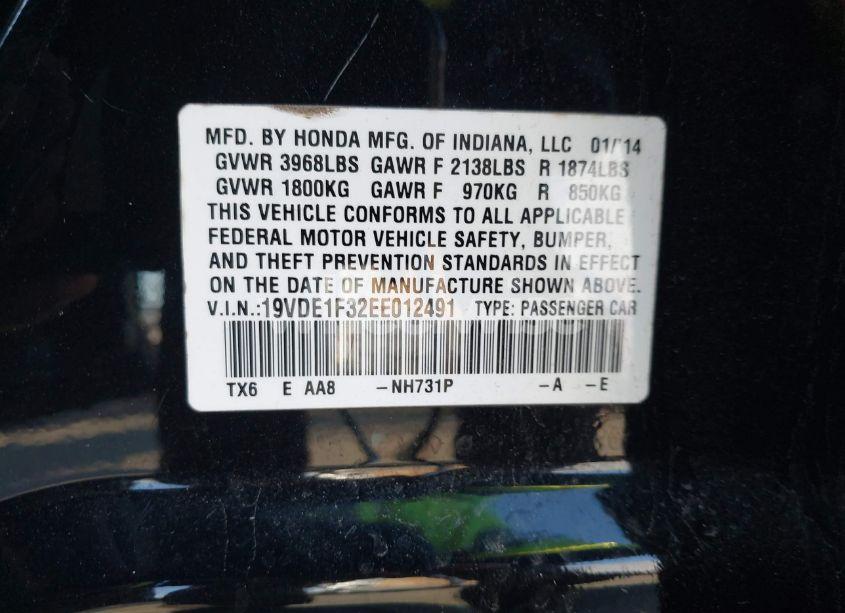 MFD. BY HONDA MFG. OF INDIANA, LLC 01/14
GVWR 3968LBS GAWR F 2138LBS R 1874LBS
GVWR 1800KG GAWR F 970KG R 850KG
THIS VEHICLE CONFORMS TO ALL APPLICABLE
FEDERAL MOTOR VEHICLE SAFETY, BUMPER,
AND THEFT PREVENTION STANDARDS IN EFFECT
ON THE DATE OF MANUFACTURE SHOWN ABOVE.
V.I.N.:19VDE1F32EE012491 TYPE: PASSENGER CAR
TX6 E AA8 -NH731P -A -E